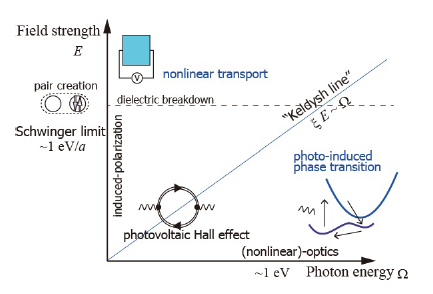 Field strength
E
V
nonlinear transport
pair creation
dielectric breakdown
Schwinger limit
~1 eV/a
induced-polarization
"Keldysh line"
ξE~Ω
photo-induced
phase transition
photovoltaic Hall effect
(nonlinear)-optics
~1 eV
Photon energy Ω